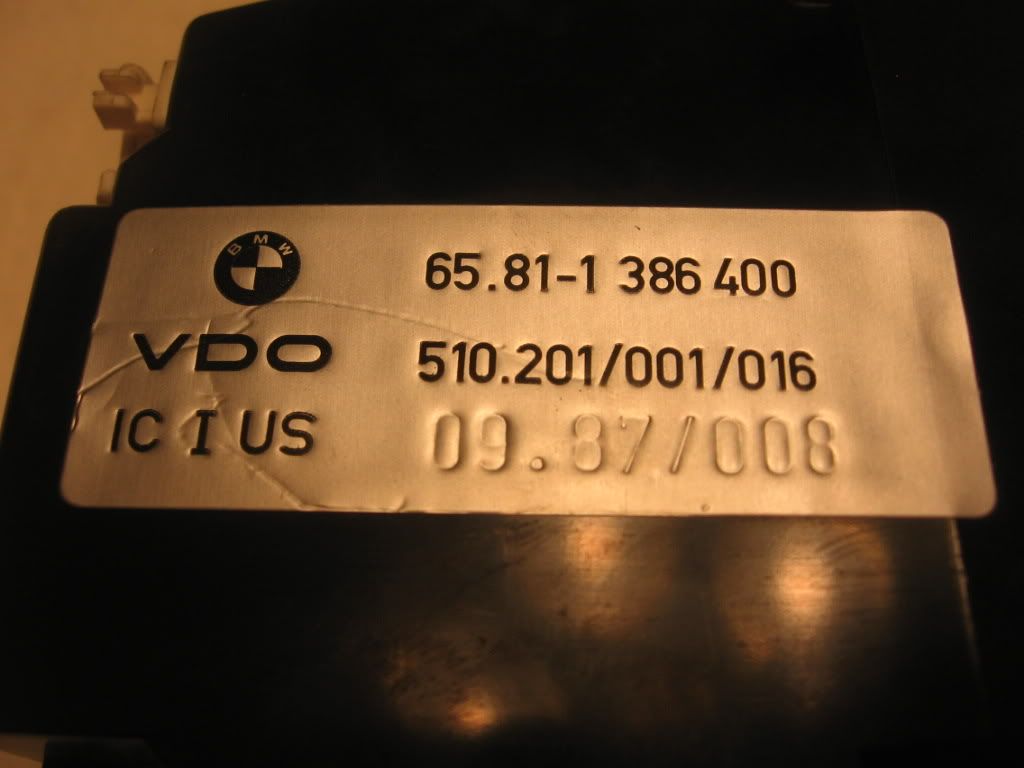 BMW
65.81-1 386 400
VDO
510.201/001/016
IC I US
09.87/008